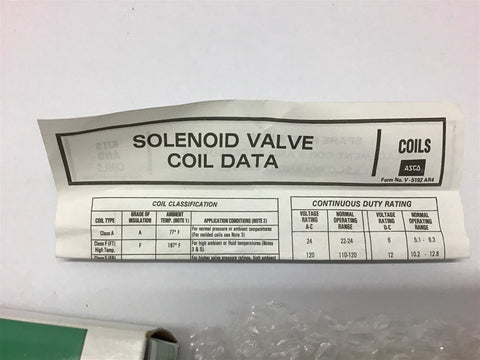 SOLENOID VALVE
COIL DATA
COILS
ASCO
Form No. V-5192 AR4
COIL CLASSIFICATION
COIL TYPE
GRADE OF
INSULATION
AMBIENT
TEMP. (NOTE 1)
APPLICATION CONDITIONS (NOTE 2)
Class A
A
77° F
For normal pressure or ambient temperatures
(For molded coils see Note 3)
Class F (FT)
High Temp.
F
For high ambient or fluid temperatures (Notes
For higher valve pressure ratings, high ambient
CONTINUOUS DUTY RATING
VOLTAGE
RATING
A-C
NORMAL
OPERATING
RANGE
VOLTAGE
RATING
D-C
NORMAL
OPERATING
RANGE
24
22-24
6
5.1 - 6.3
120
110-120
12
10.2 - 12.6